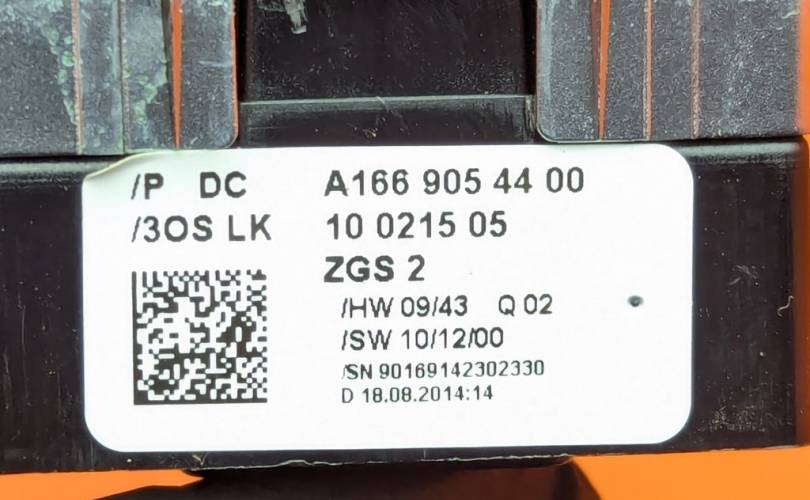 /P DC A166 905 44 00
/3OS LK 10 0215 05
ZGS 2
/HW 09/43 Q 02
/SW 10/12/00
/SN 90169142302330
D 18.08.2014:14